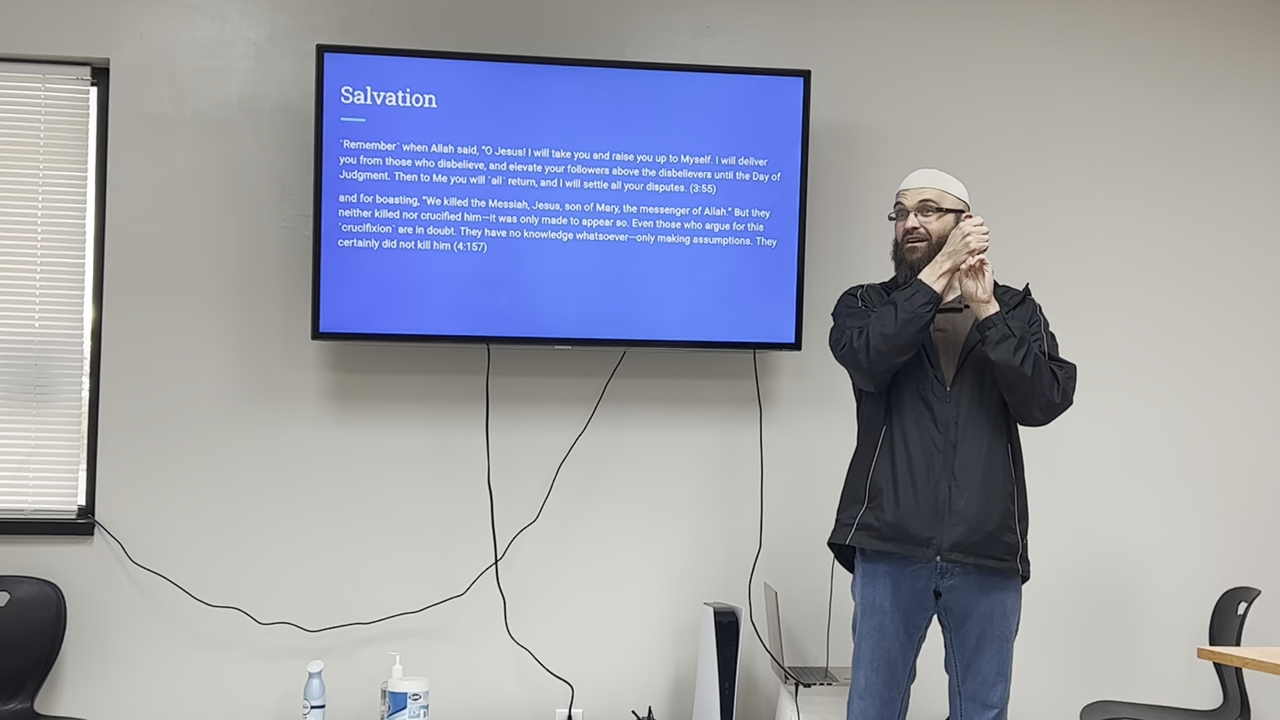 Salvation
`Remember` when Allah said, "O Jesus! I will take you and raise you up to Myself. I will deliver
you from those who disbelieve, and elevate your followers above the disbelievers until the Day of
Judgment. Then to Me you will `all` return, and I will settle all your disputes. (3:55)
and for boasting, "We killed the Messiah, Jesus, son of Mary, the messenger of Allah." But they
neither killed nor crucified him—it was only made to appear so. Even those who argue for this
`crucifixion` are in doubt. They have no knowledge whatsoever—only making assumptions. They
certainly did not kill him (4:157)